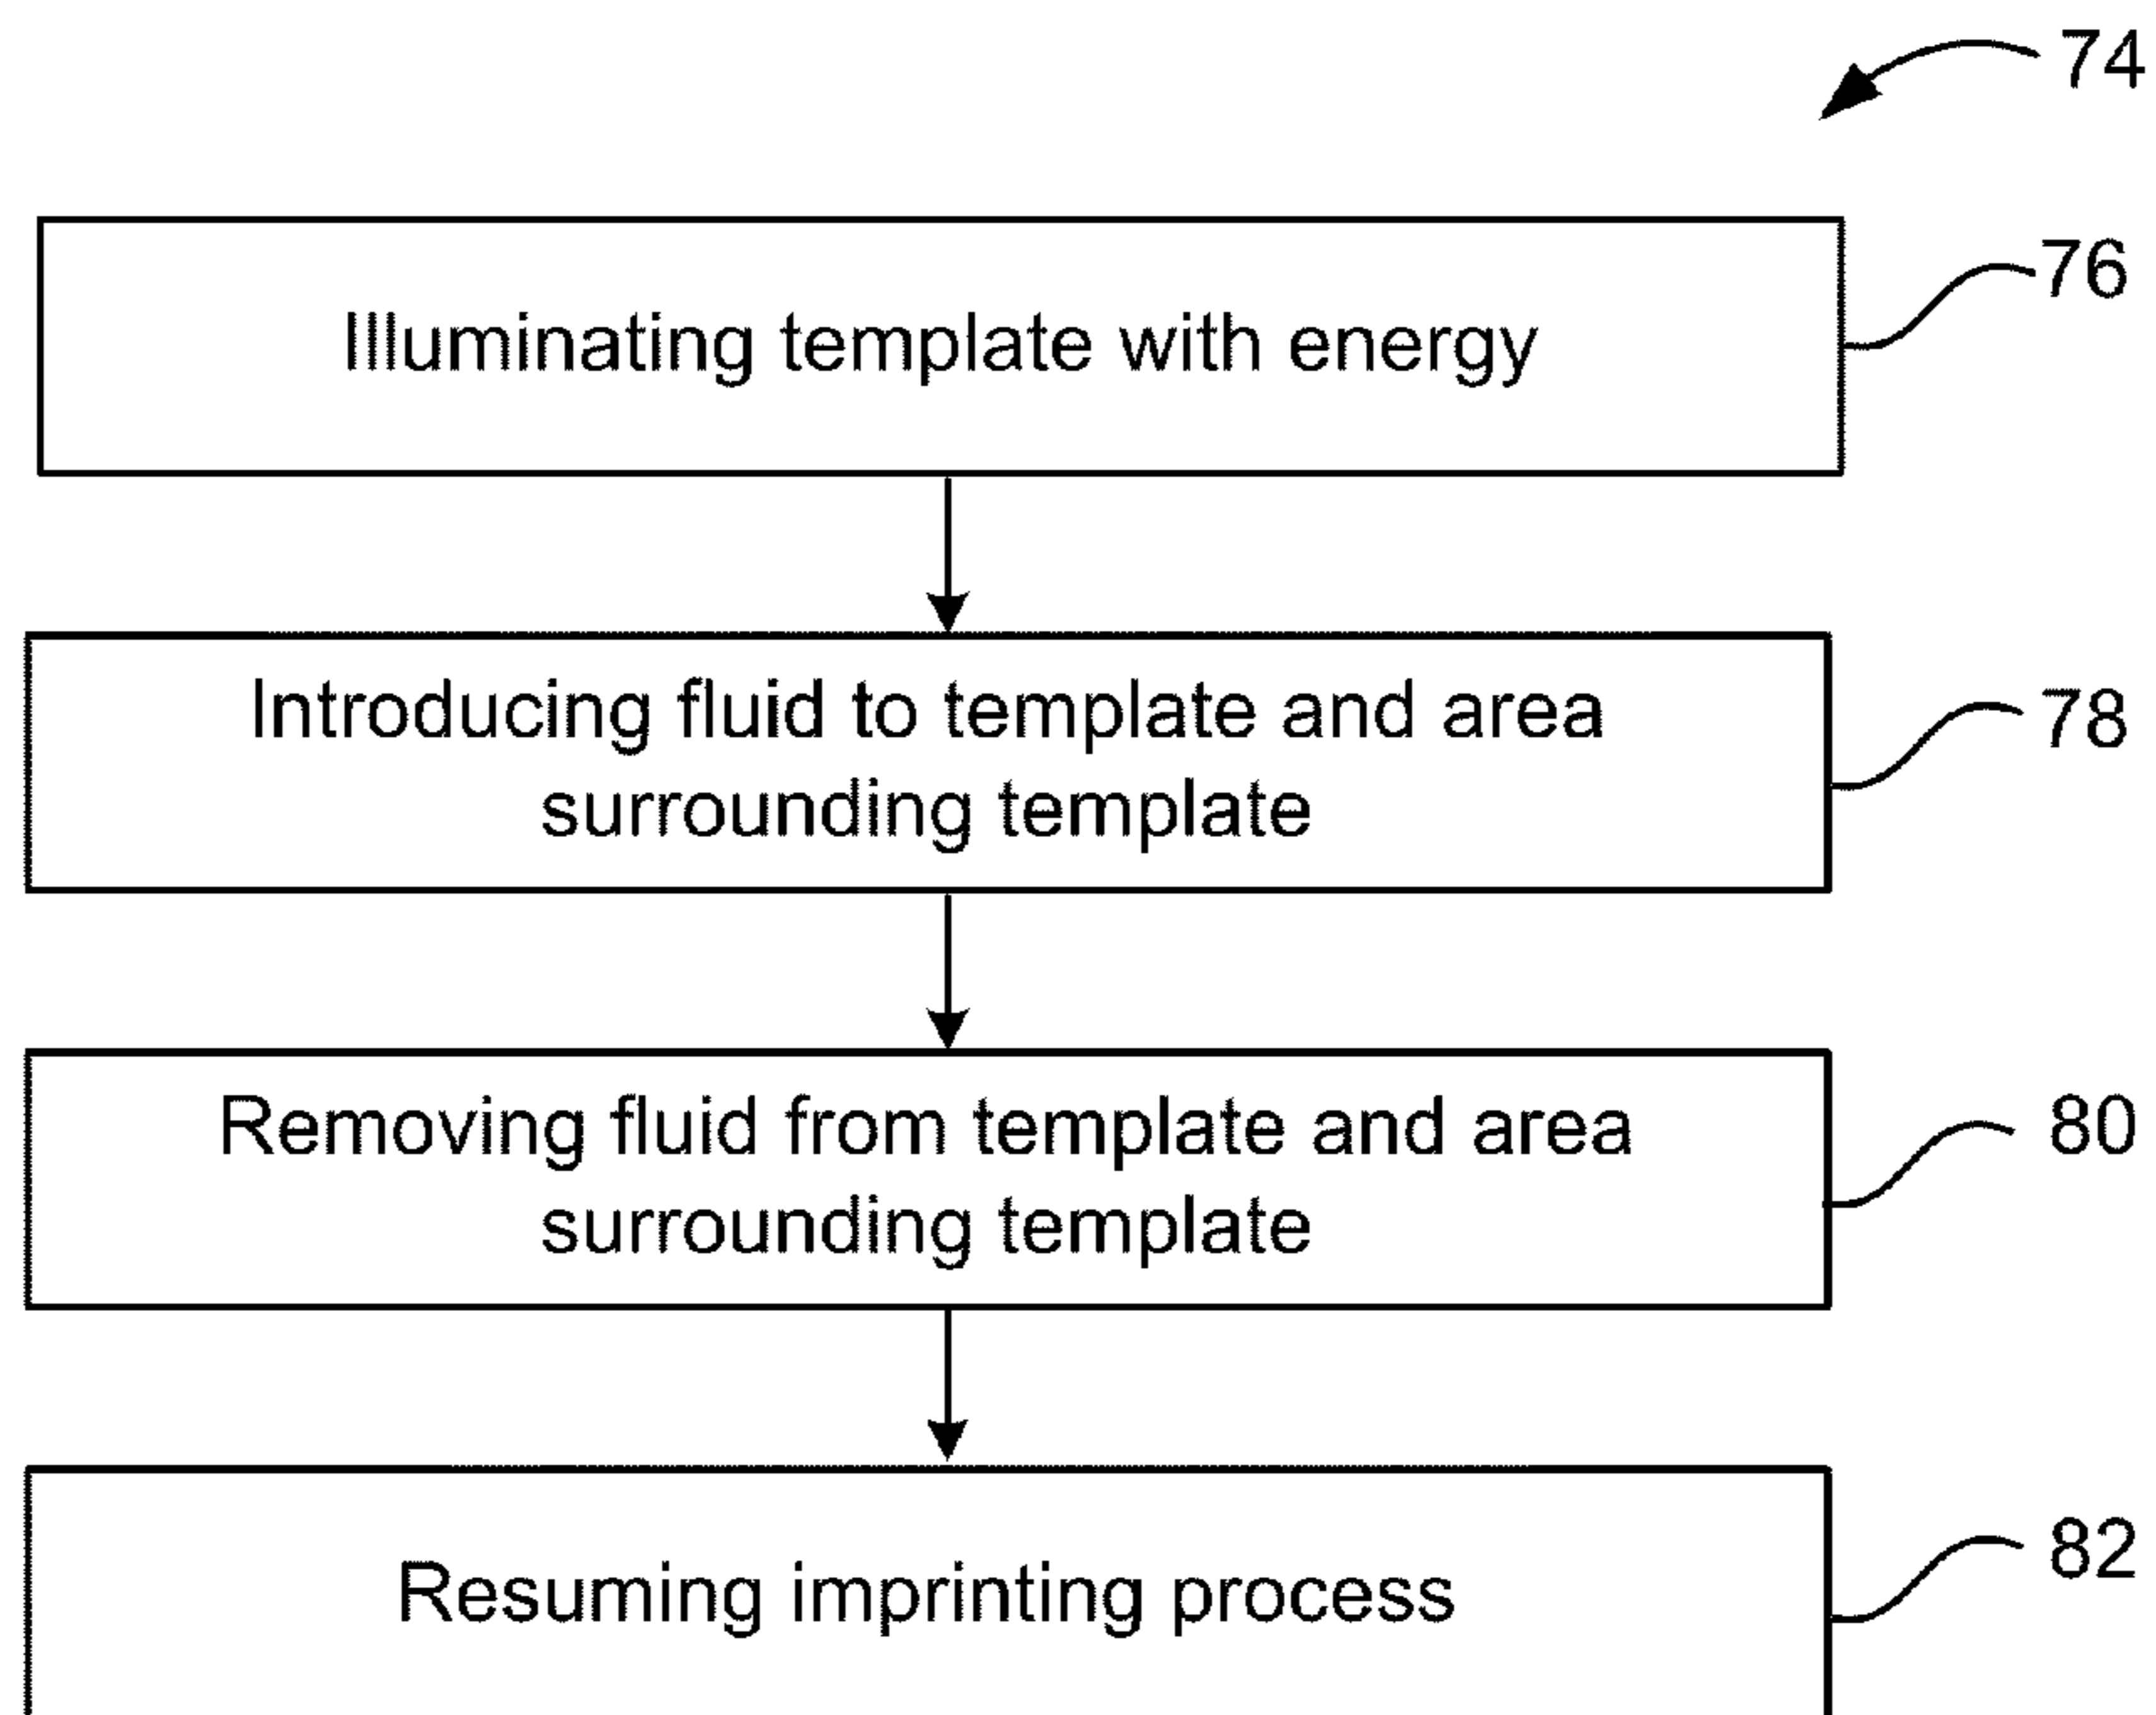 74
76
Illuminating template with energy
Introducing fluid to template and area
surrounding template
78
Removing fluid from template and area
surrounding template
80
Resuming imprinting process
82